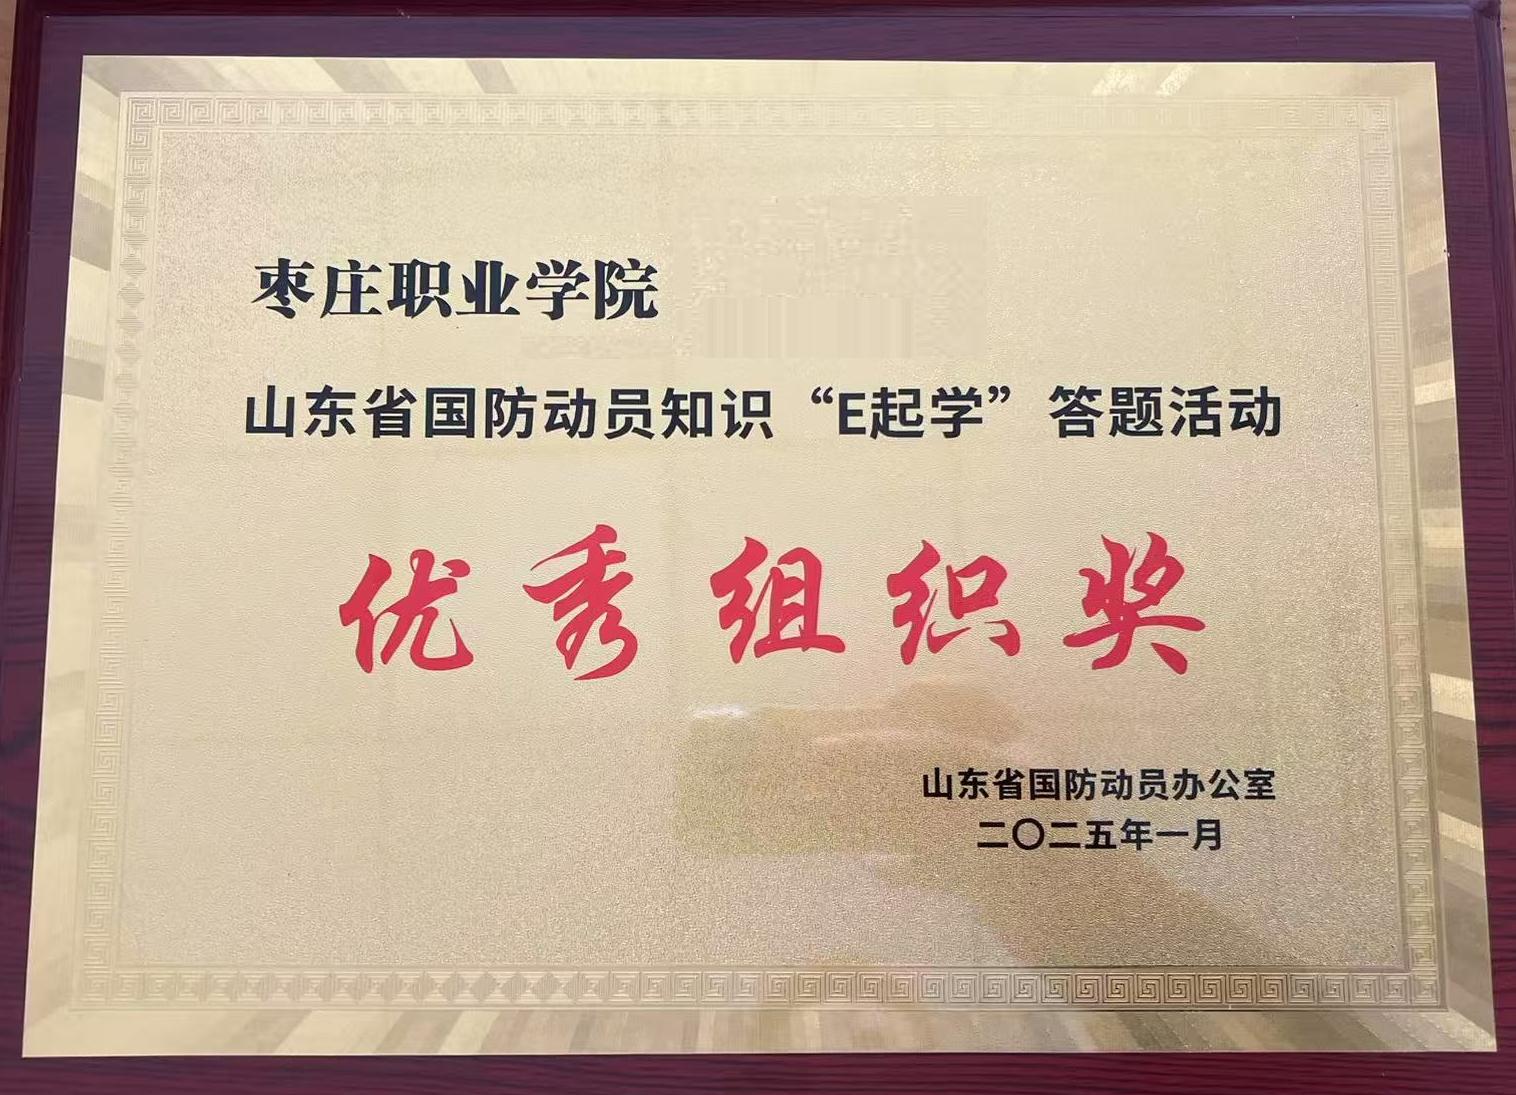 枣庄职业学院
山东省国防动员知识“E起学”答题活动
优秀组织奖
山东省国防动员办公室
二〇二五年一月